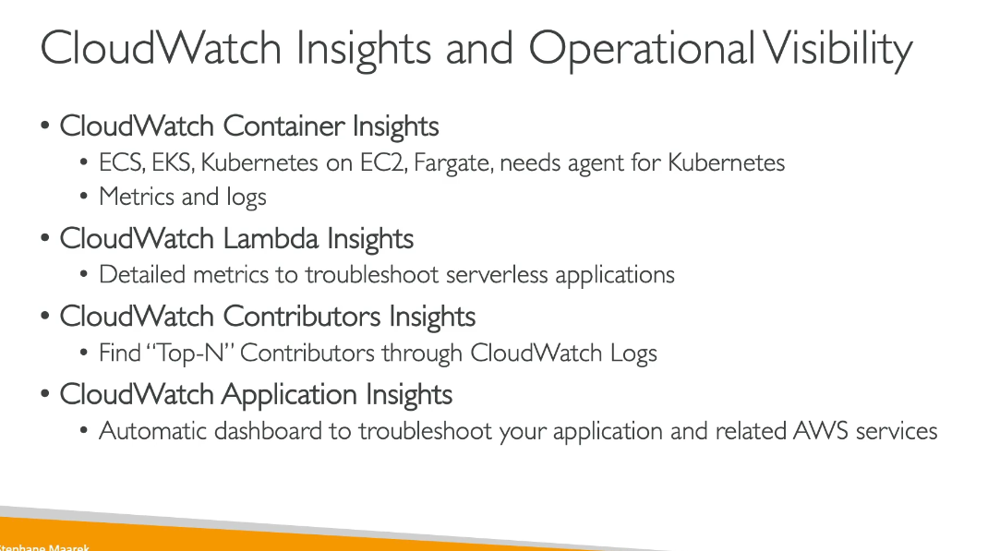 CloudWatch Insights and Operational Visibility
• CloudWatch Container Insights
• ECS, EKS, Kubernetes on EC2, Fargate, needs agent for Kubernetes
• Metrics and logs
• CloudWatch Lambda Insights
• Detailed metrics to troubleshoot serverless applications
• CloudWatch Contributors Insights
• Find “Top-N” Contributors through CloudWatch Logs
• CloudWatch Application Insights
• Automatic dashboard to troubleshoot your application and related AWS services
Stephane Maarek